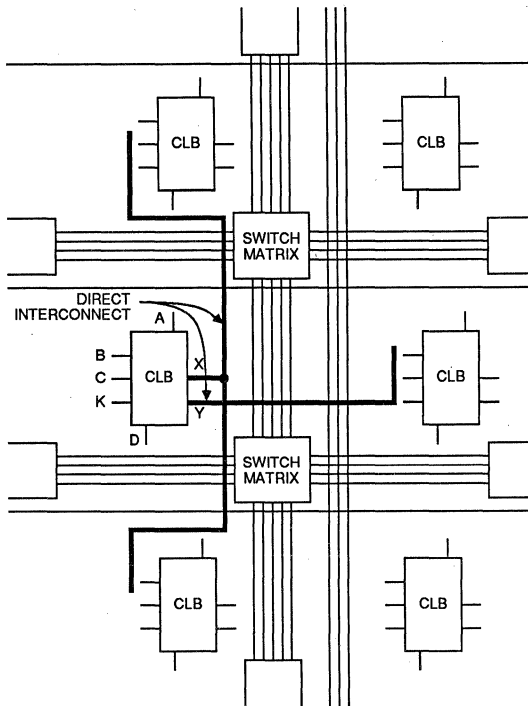 CLB
CLB
SWITCH
MATRIX
DIRECT
INTERCONNECT
A
B
C
K
D
CLB
X
Y
CLB
SWITCH
MATRIX
CLB
CLB